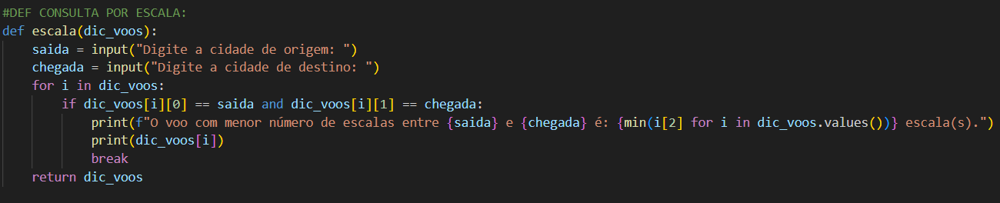 #DEF CONSULTA POR ESCALA:
def escala(dic_voos):
    saida = input("Digite a cidade de origem: ")
    chegada = input("Digite a cidade de destino: ")
    for i in dic_voos:
        if dic_voos[i][0] == saida and dic_voos[i][1] == chegada:
            print(f"O voo com menor número de escalas entre {saida} e {chegada} é: {min(i[2] for i in dic_voos.values())} escala(s).")
            print(dic_voos[i])
            break
    return dic_voos